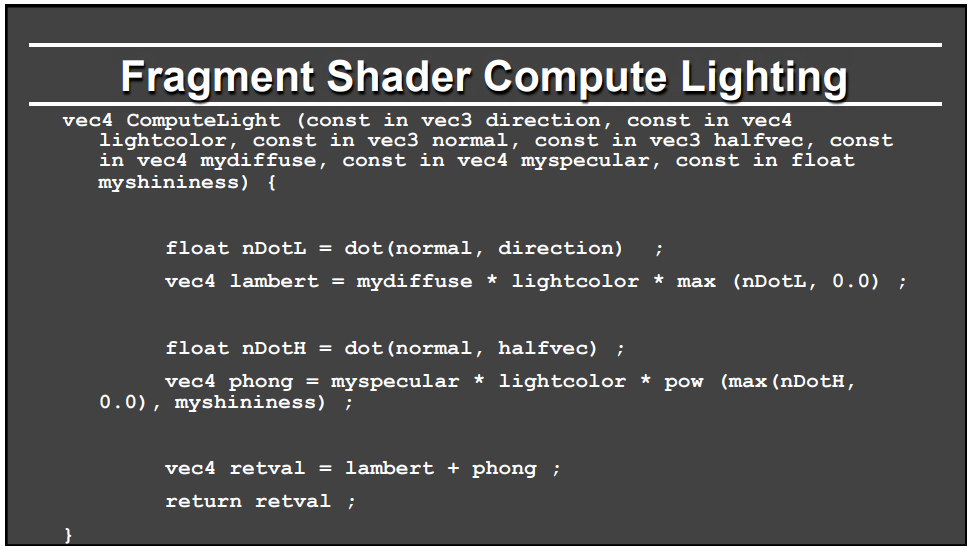 Fragment Shader Compute Lighting
vec4 ComputeLight (const in vec3 direction, const in vec4
lightcolor, const in vec3 normal, const in vec3 halfvec, const
in vec4 mydiffuse, const in vec4 myspecular, const in float
myshininess) {
float nDotL = dot(normal, direction)  ;
vec4 lambert = mydiffuse * lightcolor * max (nDotL, 0.0) ;
float nDotH = dot(normal, halfvec) ;
vec4 phong = myspecular * lightcolor * pow (max(nDotH,
0.0), myshininess) ;
vec4 retval = lambert + phong ;
return retval ;
}